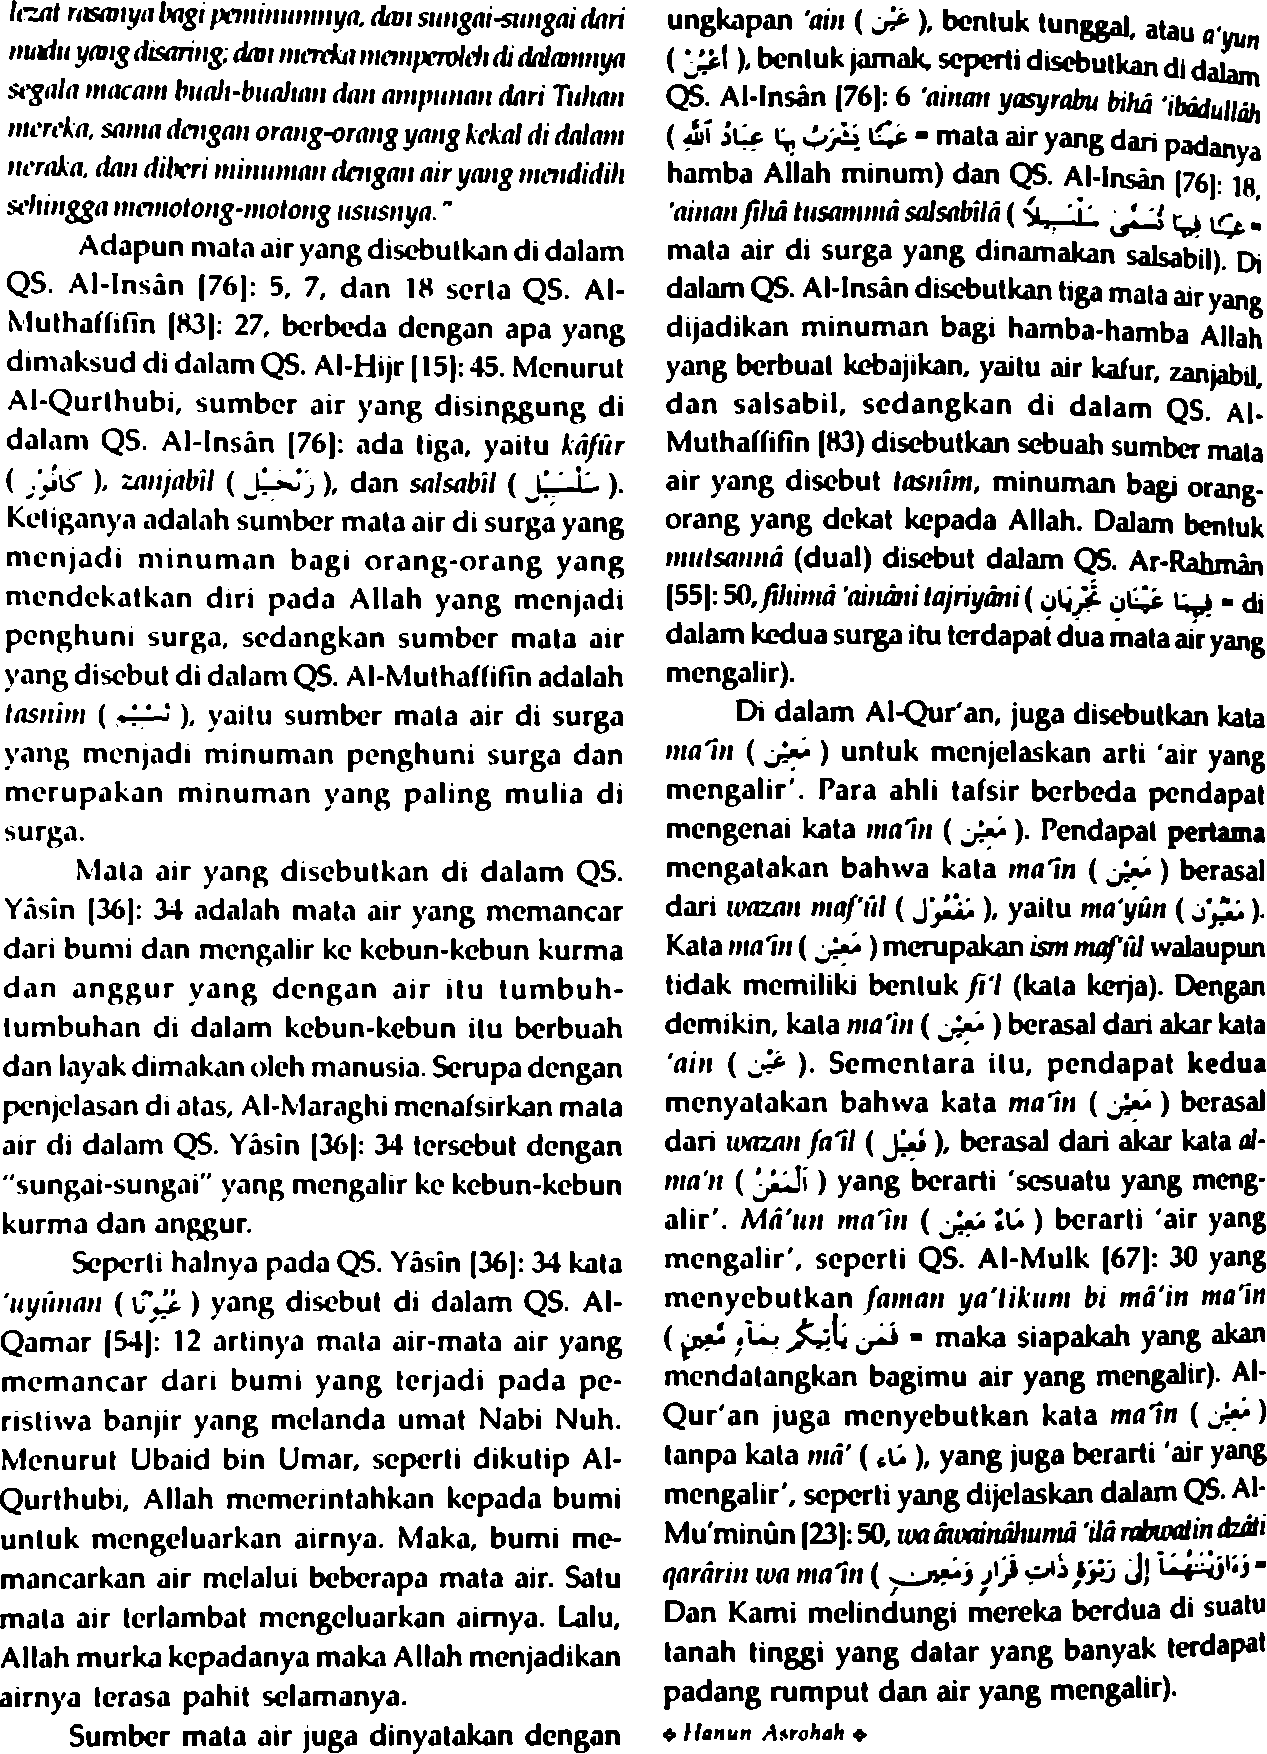 lezat rasanya bagi peminumnya, dan sungai-sungai dari
madu yang disaring; dan mereka memperoleh di dalamnya
segala macam buah-buahan dan ampunan dari Tuhan
mereka, sama dengan orang-orang yang kekal di dalam
neraka, dan diberi minuman dengan air yang mendidih
sehingga memotong-motong ususnya."
Adapun mata air yang disebutkan di dalam
QS. Al-Insân [76]: 5, 7, dan 18 serta QS. Al-
Muthaffifîn [83]: 27, berbeda dengan apa yang
dimaksud di dalam QS. Al-Hijr [15]: 45. Menurut
Al-Qurthubi, sumber air yang disinggung di
dalam QS. Al-Insân [76]: ada tiga, yaitu kâfûr
( كَافُوْر ), zanjabîl ( زَنْجَبِيْل ), dan salsabîl ( سَلْسَبِيْل ).
Ketiganya adalah sumber mata air di surga yang
menjadi minuman bagi orang-orang yang
mendekatkan diri pada Allah yang menjadi
penghuni surga, sedangkan sumber mata air
yang disebut di dalam QS. Al-Muthaffifîn adalah
tasnîm ( تَسْنِيْم ), yaitu sumber mata air di surga
yang menjadi minuman penghuni surga dan
merupakan minuman yang paling mulia di
surga.
Mata air yang disebutkan di dalam QS.
Yâsîn [36]: 34 adalah mata air yang memancar
dari bumi dan mengalir ke kebun-kebun kurma
dan anggur yang dengan air itu tumbuh-
tumbuhan di dalam kebun-kebun itu berbuah
dan layak dimakan oleh manusia. Serupa dengan
penjelasan di atas, Al-Maraghi menafsirkan mata
air di dalam QS. Yâsîn [36]: 34 tersebut dengan
"sungai-sungai" yang mengalir ke kebun-kebun
kurma dan anggur.
Seperti halnya pada QS. Yâsîn [36]: 34 kata
'uyûnan ( عُيُوْنًا ) yang disebut di dalam QS. Al-
Qamar [54]: 12 artinya mata air-mata air yang
memancar dari bumi yang terjadi pada pe-
ristiwa banjir yang melanda umat Nabi Nuh.
Menurut Ubaid bin Umar, seperti dikutip Al-
Qurthubi, Allah memerintahkan kepada bumi
untuk mengeluarkan airnya. Maka, bumi me-
mancarkan air melalui beberapa mata air. Satu
mata air terlambat mengeluarkan airnya. Lalu,
Allah murka kepadanya maka Allah menjadikan
airnya terasa pahit selamanya.
Sumber mata air juga dinyatakan dengan
ungkapan 'ain ( عَيْن ), bentuk tunggal, atau a'yun
( أَعْيُنٌ ), bentuk jamak, seperti disebutkan di dalam
QS. Al-Insân [76]: 6 'ainan yasyrabu bihâ 'ibâdullâh
( عَيْنًا يَشْرَبُ بِهَا عِبَادُ اللهِ = mata air yang dari padanya
hamba Allah minum) dan QS. Al-Insân [76]: 18,
'ainan fîhâ tusammâ salsabîlâ ( عَيْنًا فِيهَا تُسَمَّى سَلْسَبِيلًا =
mata air di surga yang dinamakan salsabil). Di
dalam QS. Al-Insân disebutkan tiga mata air yang
dijadikan minuman bagi hamba-hamba Allah
yang berbuat kebajikan, yaitu air kafur, zanjabil,
dan salsabil, sedangkan di dalam QS. Al-
Muthaffifîn [83) disebutkan sebuah sumber mata
air yang disebut tasnîm, minuman bagi orang-
orang yang dekat kepada Allah. Dalam bentuk
mutsannâ (dual) disebut dalam QS. Ar-Rahmân
[55]: 50, fîhimâ 'ainâni tajriyâni ( فِيهِمَا عَيْنَانِ تَجْرِيَانِ = di
dalam kedua surga itu terdapat dua mata air yang
mengalir).
Di dalam Al-Qur'an, juga disebutkan kata
ma'în ( مَعِيْن ) untuk menjelaskan arti 'air yang
mengalir'. Para ahli tafsir berbeda pendapat
mengenai kata ma'în ( مَعِيْن ). Pendapat pertama
mengatakan bahwa kata ma'în ( مَعِيْن ) berasal
dari wazan maf'ûl ( مَفْعُوْل ), yaitu ma'yûn ( مَعْيُوْن ).
Kata ma'în ( مَعِيْن ) merupakan ism maf'ûl walaupun
tidak memiliki bentuk fi'l (kata kerja). Dengan
demikin, kata ma'în ( مَعِيْن ) berasal dari akar kata
'ain ( عَيْن ). Sementara itu, pendapat kedua
menyatakan bahwa kata ma'în ( مَعِيْن ) berasal
dari wazan fa'îl ( فَعِيْل ), berasal dari akar kata al-
ma'n ( اَلْمَعْنُ ) yang berarti 'sesuatu yang meng-
alir'. Mâ'un ma'în ( مَاءٌ مَعِيْن ) berarti 'air yang
mengalir', seperti QS. Al-Mulk [67]: 30 yang
menyebutkan faman ya'tikum bi mâ'in ma'în
( فَمَن يَأْتِيكُم بِمَآءٍ مَّعِينٍ = maka siapakah yang akan
mendatangkan bagimu air yang mengalir). Al-
Qur'an juga menyebutkan kata ma'în ( مَعِيْن )
tanpa kata mâ' ( مَاء ), yang juga berarti 'air yang
mengalir', seperti yang dijelaskan dalam QS. Al-
Mu'minûn [23]: 50, wa âwainâhumâ 'ilâ rabwatin dzâti
qarârin wa ma'în ( وَءَاوَيْنَٰهُمَآ إِلَىٰ رَبْوَةٍ ذَاتِ قَرَارٍ وَمَعِينٍ =
Dan Kami melindungi mereka berdua di suatu
tanah tinggi yang datar yang banyak terdapat
padang rumput dan air yang mengalir).
◆ Hanun Asrohah ◆